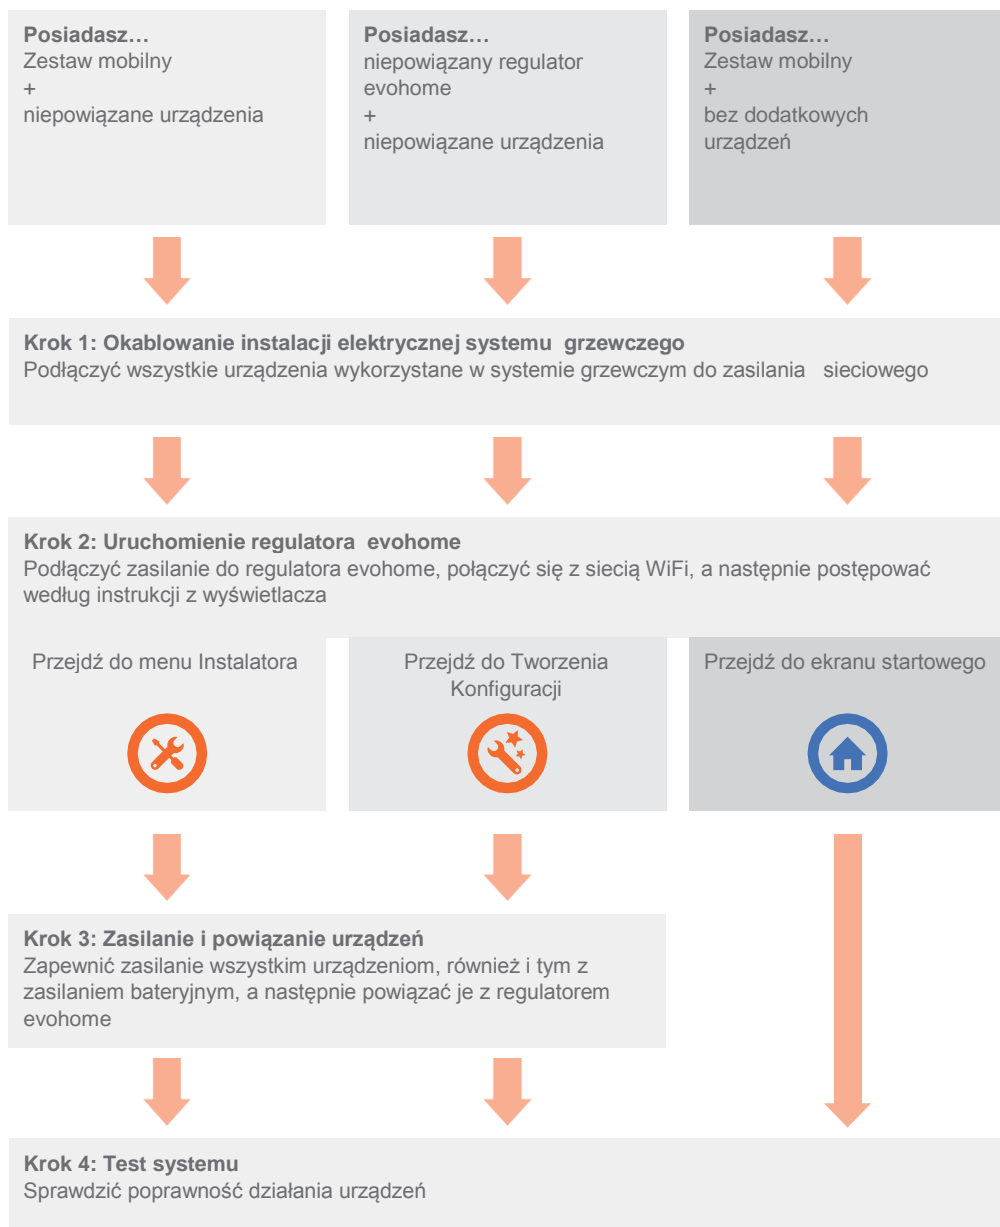 Posiadasz…
Zestaw mobilny
+
niepowiązane urządzenia
Posiadasz…
niepowiązany regulator
evohome
+
niepowiązane urządzenia
Posiadasz…
Zestaw mobilny
+
bez dodatkowych
urządzeń
Krok 1: Okablowanie instalacji elektrycznej systemu grzewczego
Podłączyć wszystkie urządzenia wykorzystane w systemie grzewczym do zasilania sieciowego
Krok 2: Uruchomienie regulatora evohome
Podłączyć zasilanie do regulatora evohome, połączyć się z siecią WiFi, a następnie postępować
według instrukcji z wyświetlacza
Przejdź do menu Instalatora
Przejdź do Tworzenia
Konfiguracji
Przejdź do ekranu startowego
Krok 3: Zasilanie i powiązanie urządzeń
Zapewnić zasilanie wszystkim urządzeniom, również i tym z
zasilaniem bateryjnym, a następnie powiązać je z regulatorem
evohome
Krok 4: Test systemu
Sprawdzić poprawność działania urządzeń